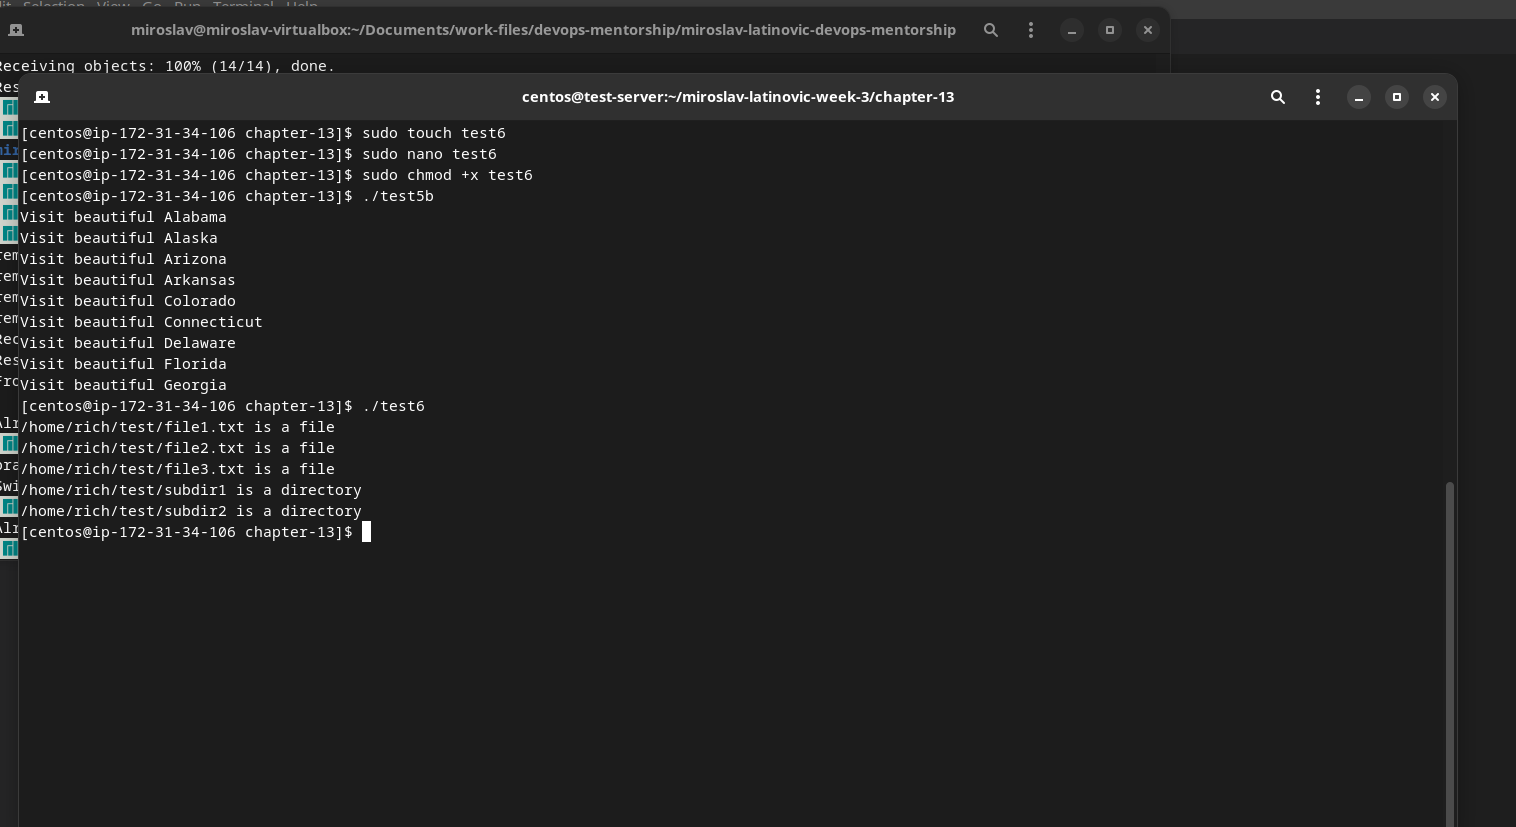 Selection View Go Run Terminal Help
miroslav@miroslav-virtualbox:~/Documents/work-files/devops-mentorship/miroslav-latinovic-devops-mentorship
Receiving objects: 100% (14/14), done.
Res
centos@test-server:~/miroslav-latinovic-week-3/chapter-13
[centos@ip-172-31-34-106 chapter-13]$ sudo touch test6
[centos@ip-172-31-34-106 chapter-13]$ sudo nano test6
[centos@ip-172-31-34-106 chapter-13]$ sudo chmod +x test6
[centos@ip-172-31-34-106 chapter-13]$ ./test5b
Visit beautiful Alabama
Visit beautiful Alaska
Visit beautiful Arizona
Visit beautiful Arkansas
Visit beautiful Colorado
Visit beautiful Connecticut
Visit beautiful Delaware
Visit beautiful Florida
Visit beautiful Georgia
[centos@ip-172-31-34-106 chapter-13]$ ./test6
/home/rich/test/file1.txt is a file
/home/rich/test/file2.txt is a file
/home/rich/test/file3.txt is a file
/home/rich/test/subdir1 is a directory
/home/rich/test/subdir2 is a directory
[centos@ip-172-31-34-106 chapter-13]$